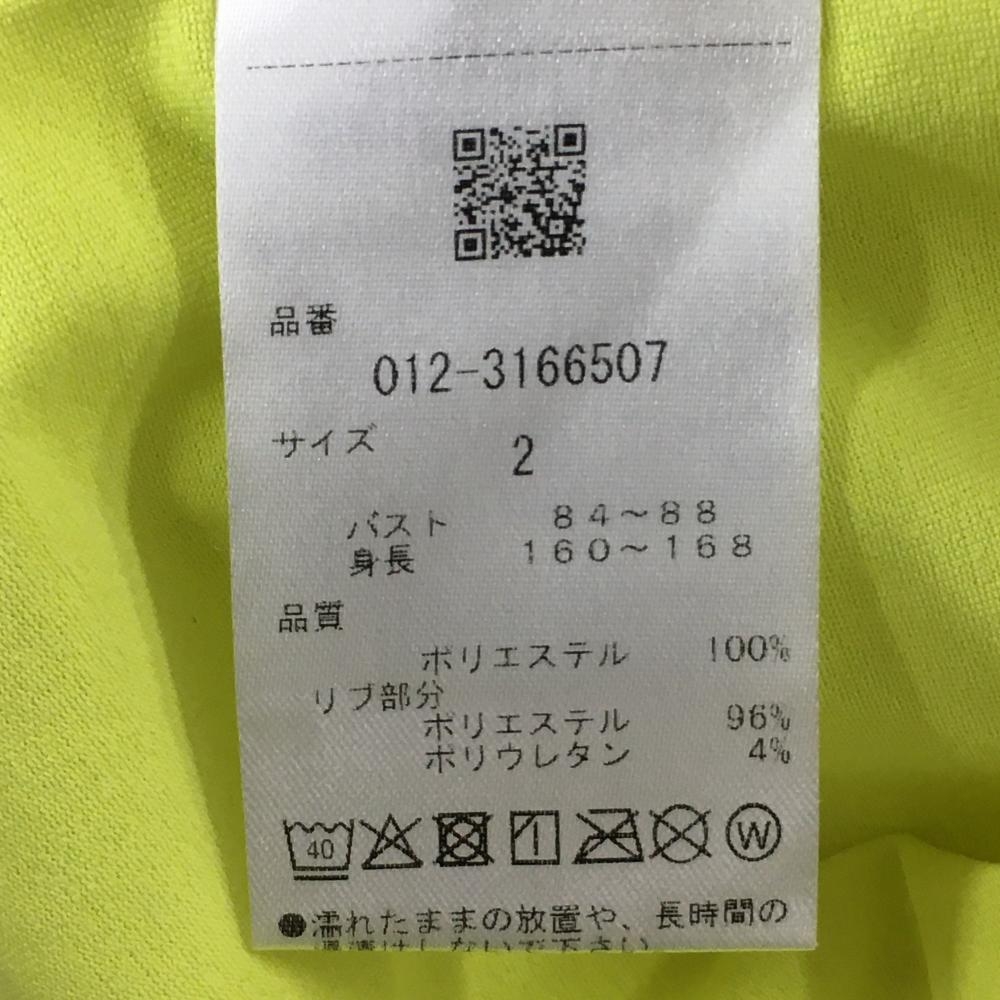 品番
012-3166507
サイズ 2
バスト 84～88
身長 160～168
品質
ポリエステル 100%
リブ部分
ポリエステル 96%
ポリウレタン 4%
40 W
●濡れたままの放置や、長時間の